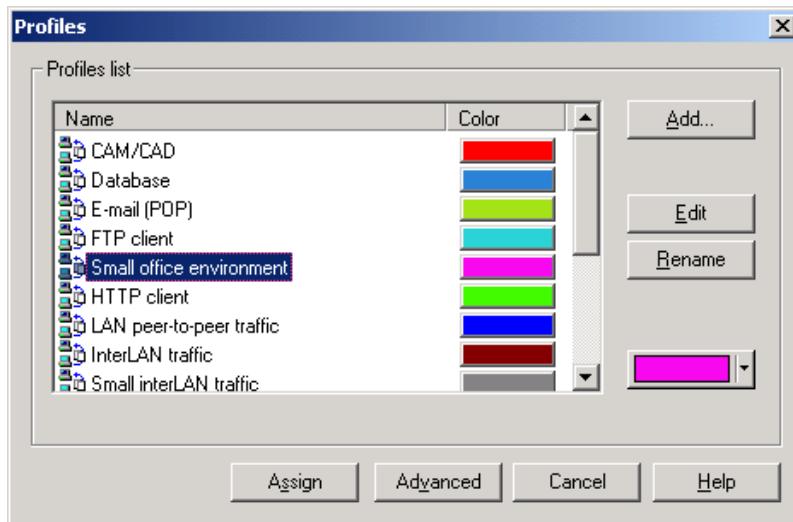 Profiles
Profiles list
Name Color
CAM/CAD
Database
E-mail (POP)
FTP client
Small office environment
HTTP client
LAN peer-to-peer traffic
InterLAN traffic
Small interLAN traffic
Add...
Edit
Rename
Assign Advanced Cancel Help